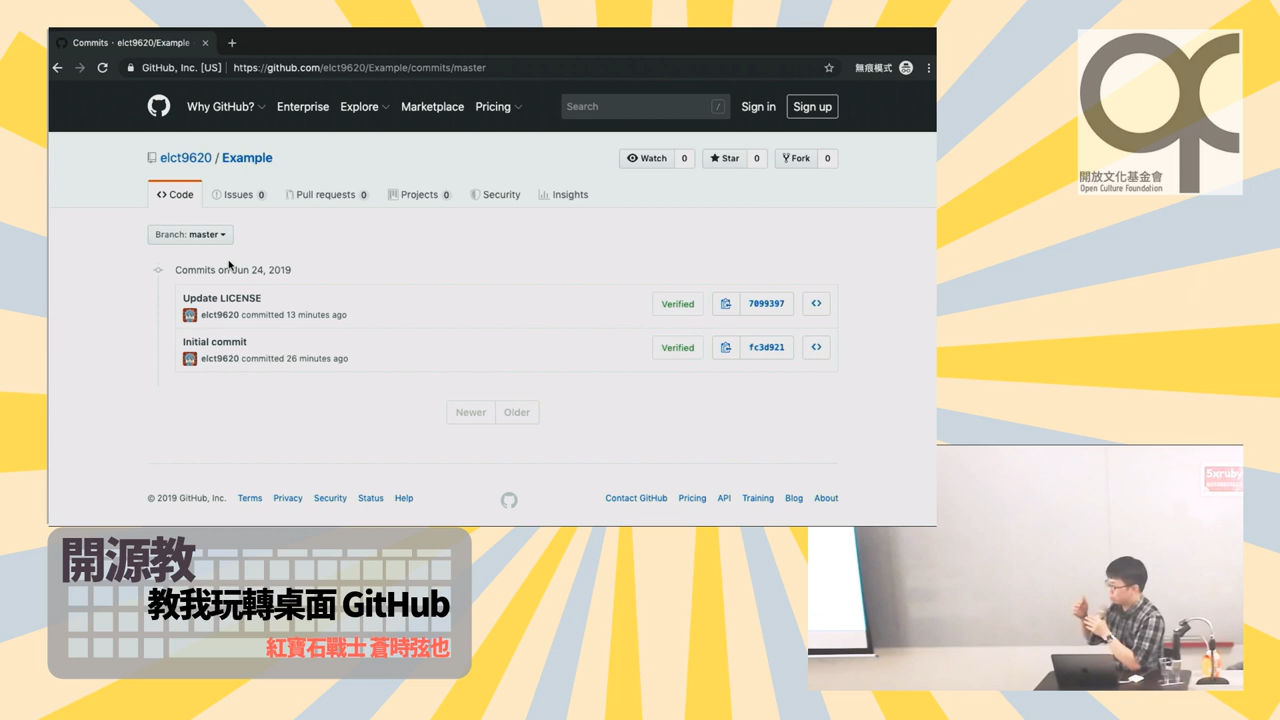 Commits · elct9620/Example
GitHub, Inc. [US] https://github.com/elct9620/Example/commits/master
無痕模式
Why GitHub? Enterprise Explore Marketplace Pricing Search / Sign in Sign up
elct9620 / Example
Watch 0 Star 0 Fork 0
Code Issues 0 Pull requests 0 Projects 0 Security Insights
Branch: master
Commits on Jun 24, 2019
Update LICENSE
elct9620 committed 13 minutes ago
Verified 7099397
Initial commit
elct9620 committed 26 minutes ago
Verified fc3d921
Newer Older
© 2019 GitHub, Inc. Terms Privacy Security Status Help
Contact GitHub Pricing API Training Blog About
開放文化基金會
Open Culture Foundation
5xruby
開源教
教我玩轉桌面 GitHub
紅寶石戰士 蒼時弦也